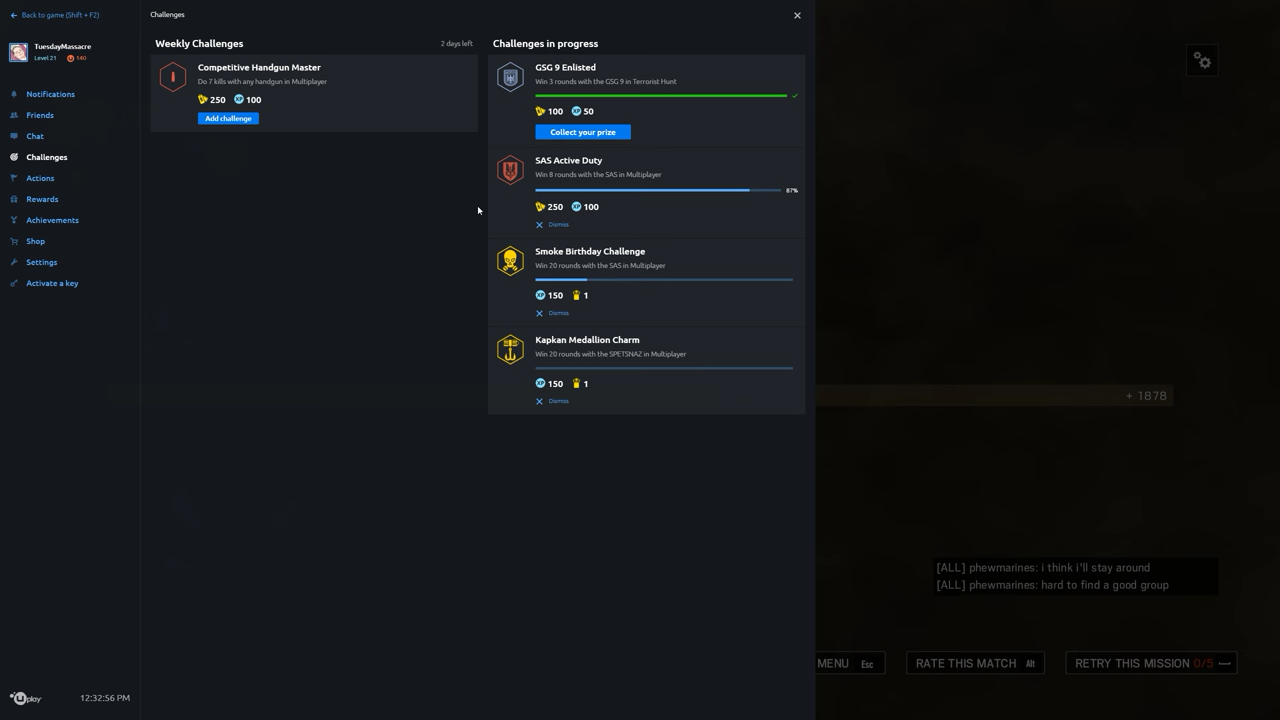 Back to game (Shift + F2)
TuesdayMassacre
Level 21 140
Notifications
Friends
Chat
Challenges
Actions
Rewards
Achievements
Shop
Settings
Activate a key
uplay
12:32:56 PM
Challenges
Weekly Challenges
2 days left
Competitive Handgun Master
Do 7 kills with any handgun in Multiplayer
250 XP 100
Add challenge
Challenges in progress
GSG 9 Enlisted
Win 3 rounds with the GSG 9 in Terrorist Hunt
100 XP 50
Collect your prize
SAS Active Duty
Win 8 rounds with the SAS in Multiplayer
87%
250 XP 100
Dismiss
Smoke Birthday Challenge
Win 20 rounds with the SAS in Multiplayer
XP 150 1
Dismiss
Kapkan Medallion Charm
Win 20 rounds with the SPETSNAZ in Multiplayer
XP 150 1
Dismiss
+ 1878
[ALL] phewmarines: i think i'll stay around
[ALL] phewmarines: hard to find a good group
MENU Esc
RATE THIS MATCH Alt
RETRY THIS MISSION 0/5